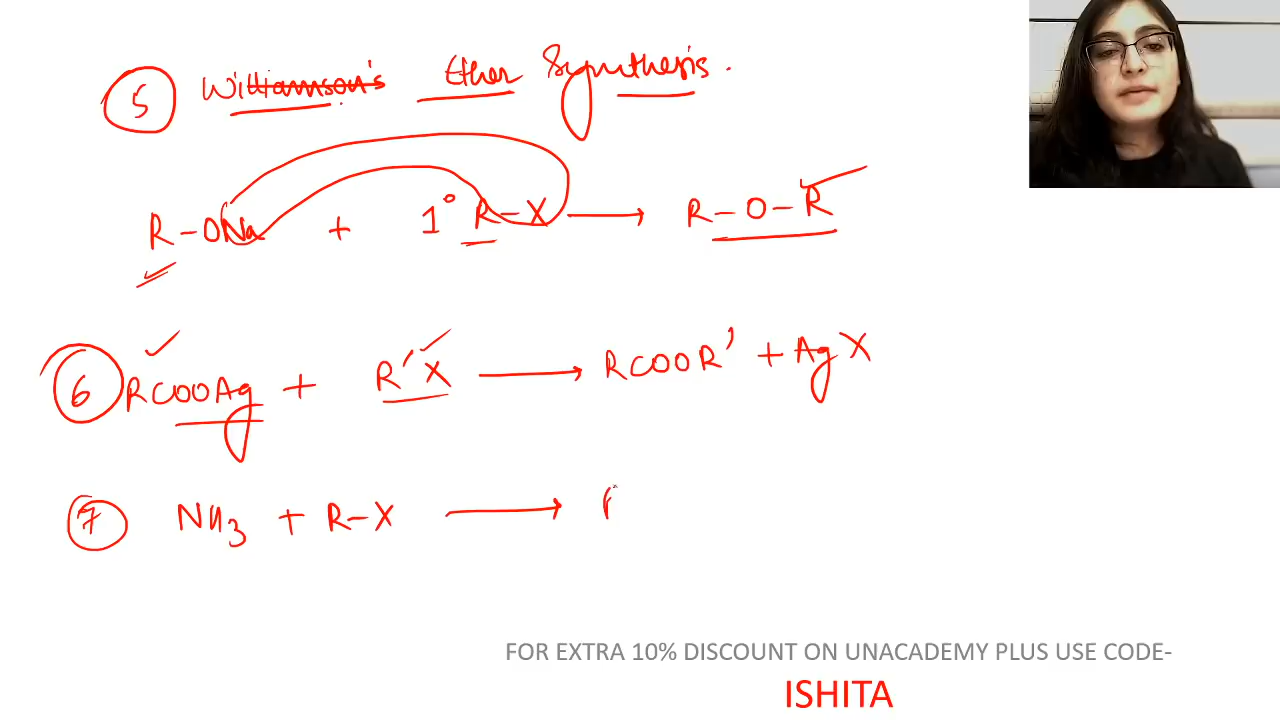 5 Williamson's Ether Synthesis.
R-ONa + 1° R-X ⟶ R-O-R
6 RCOOAg + R'X ⟶ RCOOR' + AgX
7 NH3 + R-X ⟶
FOR EXTRA 10% DISCOUNT ON UNACADEMY PLUS USE CODE-
ISHITA